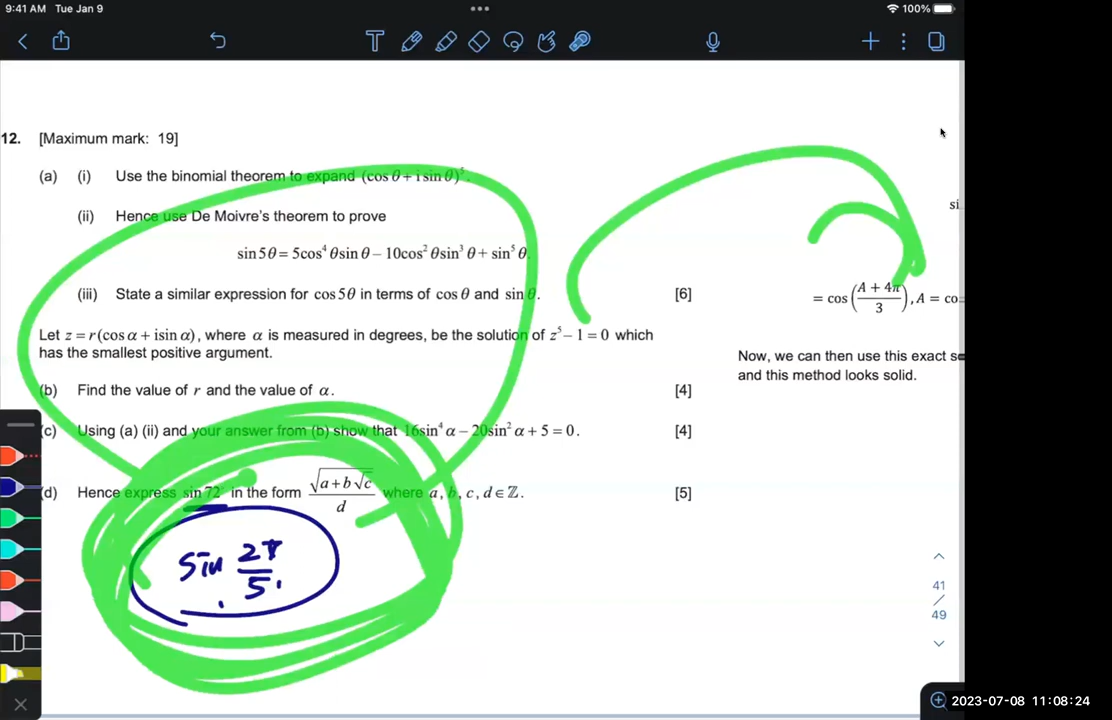 9:41 AM Tue Jan 9
100%
12. [Maximum mark: 19]
(a) (i) Use the binomial theorem to expand (cos θ + i sin θ)⁵.
(ii) Hence use De Moivre's theorem to prove
sin 5θ = 5cos⁴ θ sin θ − 10cos² θ sin³ θ + sin⁵ θ.
(iii) State a similar expression for cos 5θ in terms of cos θ and sin θ.
[6]
Let z = r(cos α + i sin α), where α is measured in degrees, be the solution of z⁵ − 1 = 0 which
has the smallest positive argument.
(b) Find the value of r and the value of α.
[4]
(c) Using (a) (ii) and your answer from (b) show that 16sin⁴ α − 20sin² α + 5 = 0.
[4]
(d) Hence express sin 72° in the form √(a + b√c) / d where a, b, c, d ∈ ℤ.
[5]
sin 2π/5
si
= cos((A + 4π)/3), A = co
Now, we can then use this exact s
and this method looks solid.
41
/
49
2023-07-08 11:08:24